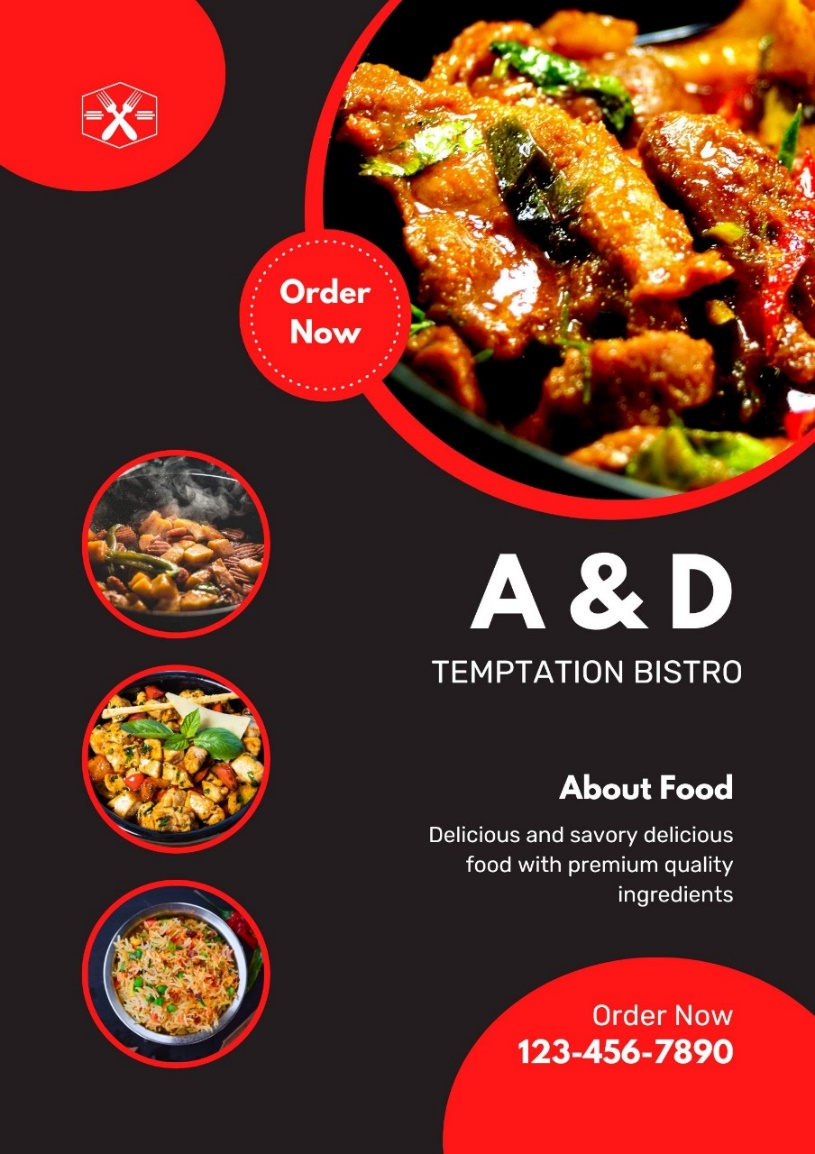 Order
Now
A & D
TEMPTATION BISTRO
About Food
Delicious and savory delicious
food with premium quality
ingredients
Order Now
123-456-7890